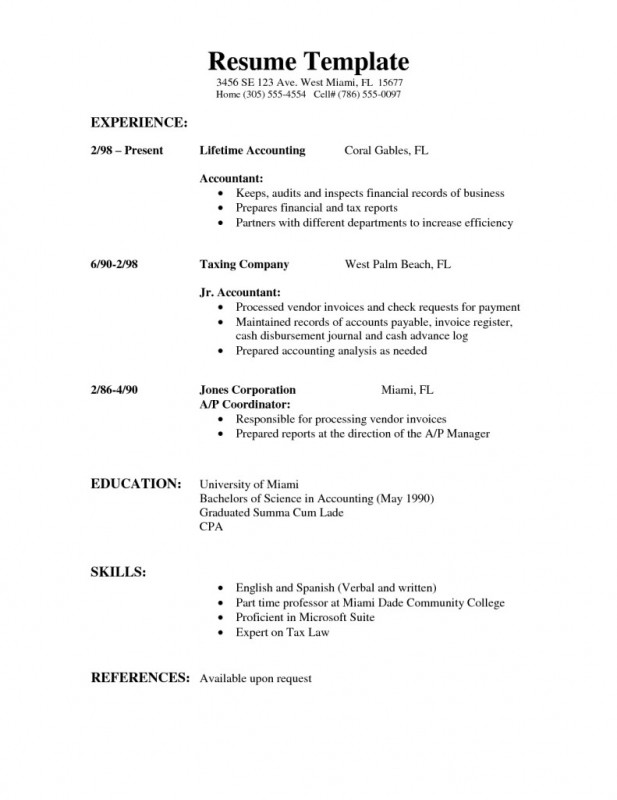 Resume Template
3456 SE 123 Ave. West Miami, FL 15677
Home (305) 555-4554 Cell# (786) 555-0097
EXPERIENCE:
2/98 – Present Lifetime Accounting Coral Gables, FL
Accountant:
• Keeps, audits and inspects financial records of business
• Prepares financial and tax reports
• Partners with different departments to increase efficiency
6/90-2/98 Taxing Company West Palm Beach, FL
Jr. Accountant:
• Processed vendor invoices and check requests for payment
• Maintained records of accounts payable, invoice register,
cash disbursement journal and cash advance log
• Prepared accounting analysis as needed
2/86-4/90 Jones Corporation Miami, FL
A/P Coordinator:
• Responsible for processing vendor invoices
• Prepared reports at the direction of the A/P Manager
EDUCATION: University of Miami
Bachelors of Science in Accounting (May 1990)
Graduated Summa Cum Lade
CPA
SKILLS:
• English and Spanish (Verbal and written)
• Part time professor at Miami Dade Community College
• Proficient in Microsoft Suite
• Expert on Tax Law
REFERENCES: Available upon request